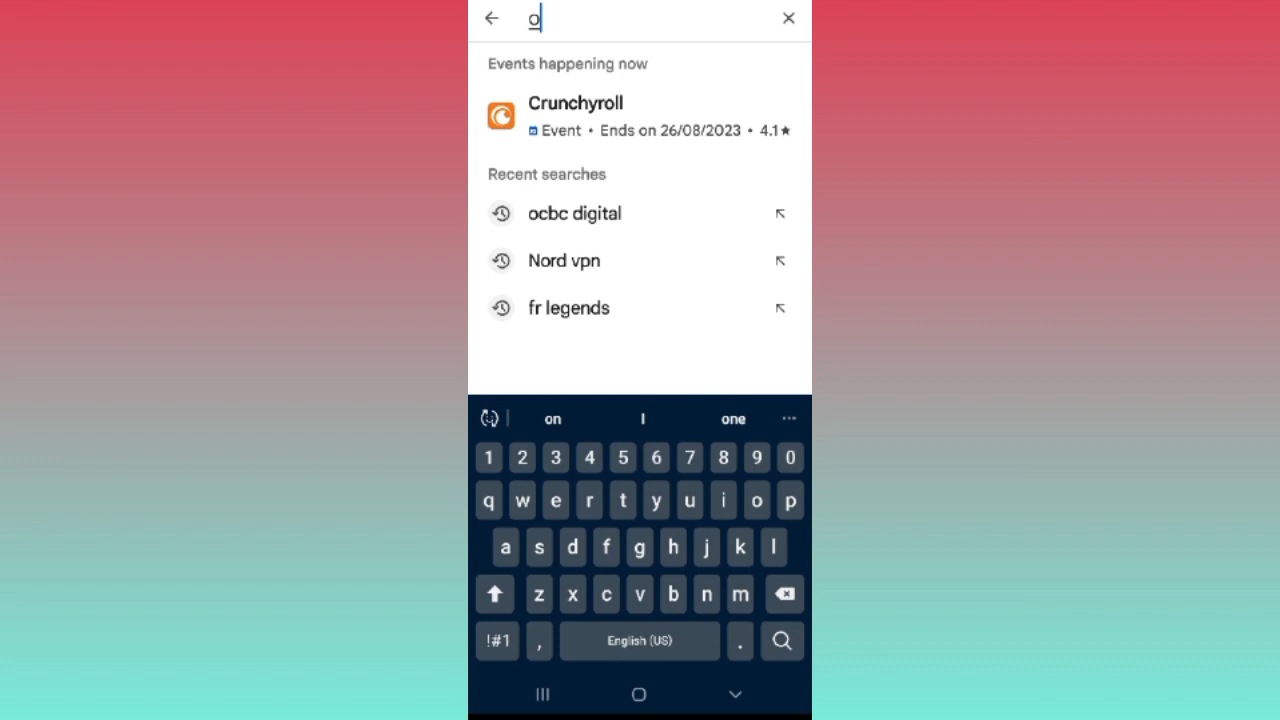 o
Events happening now
Crunchyroll
Event • Ends on 26/08/2023 • 4.1★
Recent searches
ocbc digital
Nord vpn
fr legends
on I one ···
1 2 3 4 5 6 7 8 9 0
q w e r t y u i o p
a s d f g h j k l
z x c v b n m
!#1 , English (US) .